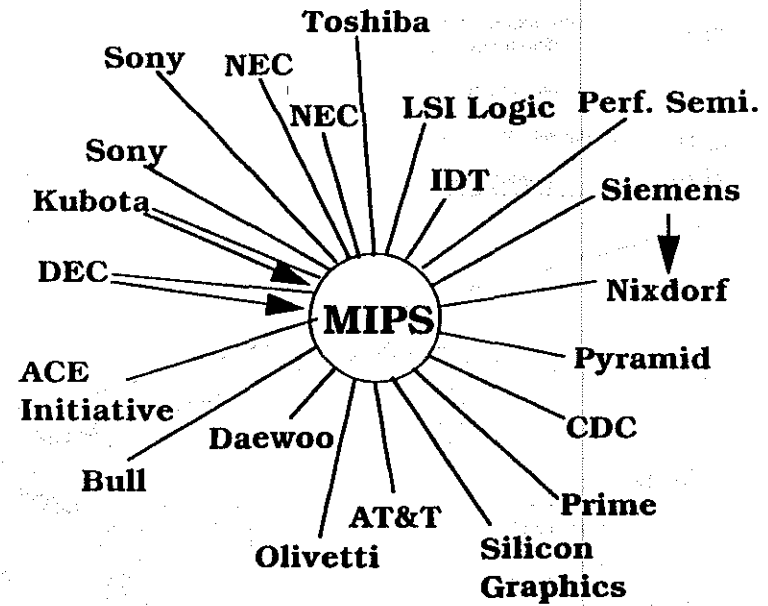 Toshiba
Sony
NEC
NEC
LSI Logic
Perf. Semi.
Sony
IDT
Siemens
Kubota
DEC
Nixdorf
MIPS
Pyramid
ACE
Initiative
CDC
Daewoo
Bull
Prime
AT&T
Olivetti
Silicon
Graphics